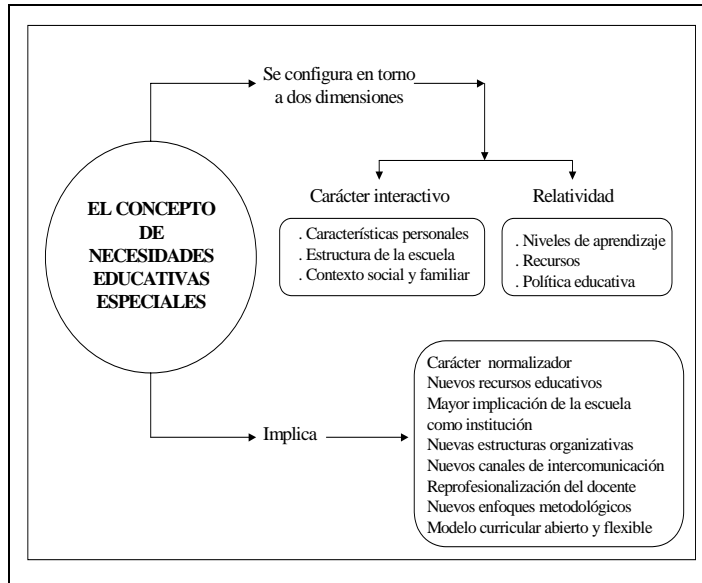 Se configura en torno
a dos dimensiones
EL CONCEPTO
DE
NECESIDADES
EDUCATIVAS
ESPECIALES
Carácter interactivo
. Características personales
. Estructura de la escuela
. Contexto social y familiar
Relatividad
. Niveles de aprendizaje
. Recursos
. Política educativa
Implica
Carácter normalizador
Nuevos recursos educativos
Mayor implicación de la escuela
como institución
Nuevas estructuras organizativas
Nuevos canales de intercomunicación
Reprofesionalización del docente
Nuevos enfoques metodológicos
Modelo curricular abierto y flexible